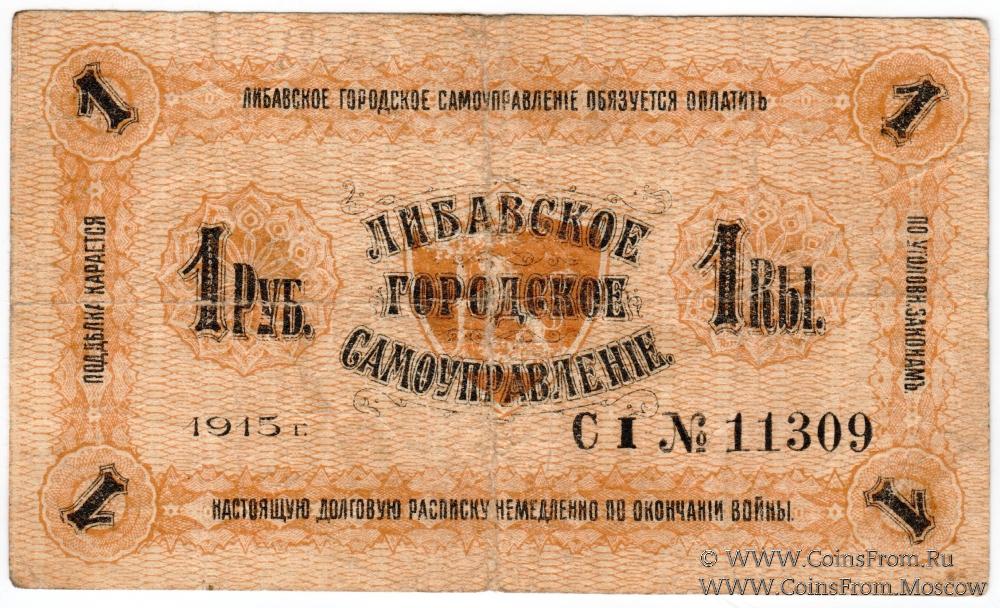 1
1
ЛИБАВСКОЕ ГОРОДСКОЕ САМОУПРАВЛЕНІЕ ОБЯЗУЕТСЯ ОПЛАТИТЬ
ПОДДѢЛКА КАРАЕТСЯ
ПО УГОЛОВН. ЗАКОНАМЪ
ЛИБАВСКОЕ
ГОРОДСКОЕ
САМОУПРАВЛЕНІЕ.
1 РУБ.
1 Rbl.
1915 г.
С I № 11309
НАСТОЯЩУЮ ДОЛГОВУЮ РАСПИСКУ НЕМЕДЛЕННО ПО ОКОНЧАНІИ ВОЙНЫ.
1
1
© WWW.CoinsFrom.Ru
WWW.CoinsFrom.Moscow